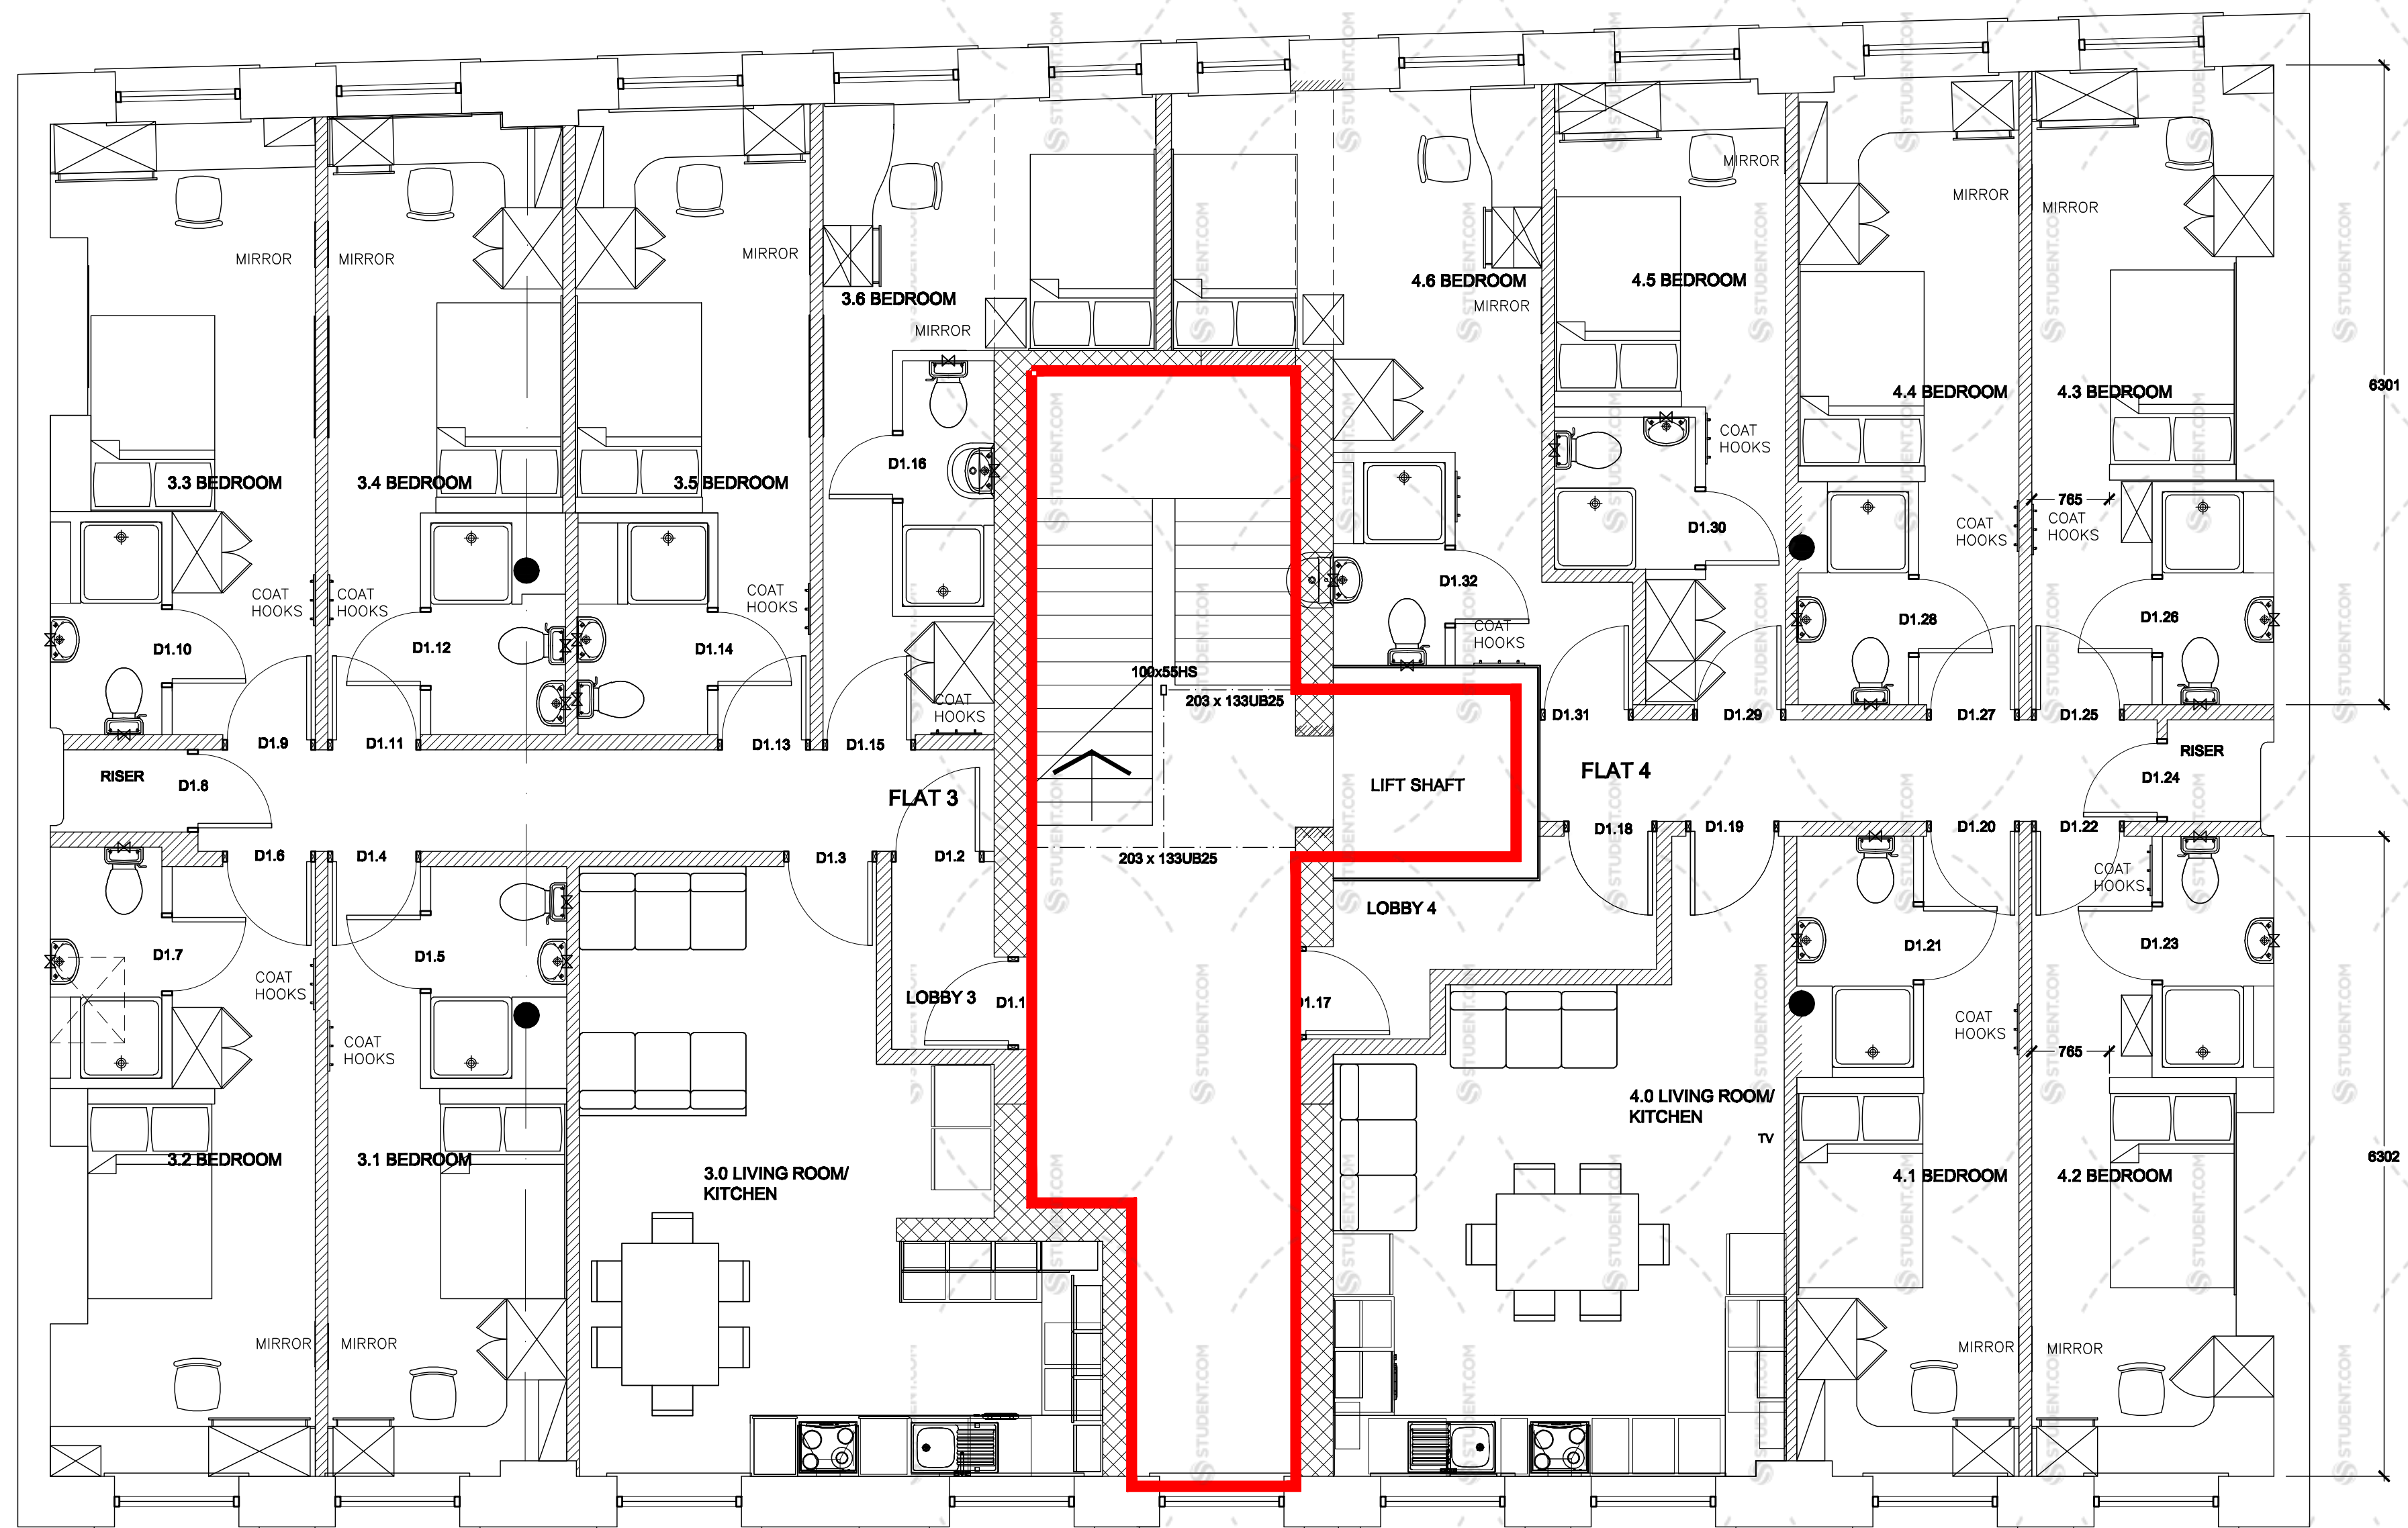 MIRROR
MIRROR
MIRROR
MIRROR
MIRROR
MIRROR
MIRROR
MIRROR
3.6 BEDROOM
4.6 BEDROOM
4.5 BEDROOM
4.4 BEDROOM
4.3 BEDROOM
6301
3.3 BEDROOM
3.4 BEDROOM
3.5 BEDROOM
D1.16
COAT
HOOKS
765
COAT
HOOKS
COAT
HOOKS
D1.30
COAT
HOOKS
COAT
HOOKS
COAT
HOOKS
D1.32
D1.28
D1.26
COAT
HOOKS
D1.10
D1.12
D1.14
100x55HS
203 x 133UB25
COAT
HOOKS
D1.31
D1.29
D1.27
D1.25
D1.9
D1.11
D1.13
D1.15
RISER
D1.8
FLAT 3
LIFT SHAFT
FLAT 4
RISER
D1.24
D1.6
D1.4
D1.3
D1.2
203 x 133UB25
D1.18
D1.19
D1.20
D1.22
COAT
HOOKS
LOBBY 4
D1.7
D1.5
D1.21
D1.23
COAT
HOOKS
LOBBY 3
D1.1
1.17
COAT
HOOKS
COAT
HOOKS
765
4.0 LIVING ROOM/
KITCHEN
TV
3.2 BEDROOM
3.1 BEDROOM
3.0 LIVING ROOM/
KITCHEN
4.1 BEDROOM
4.2 BEDROOM
6302
MIRROR
MIRROR
MIRROR
MIRROR
STUDENT.COM